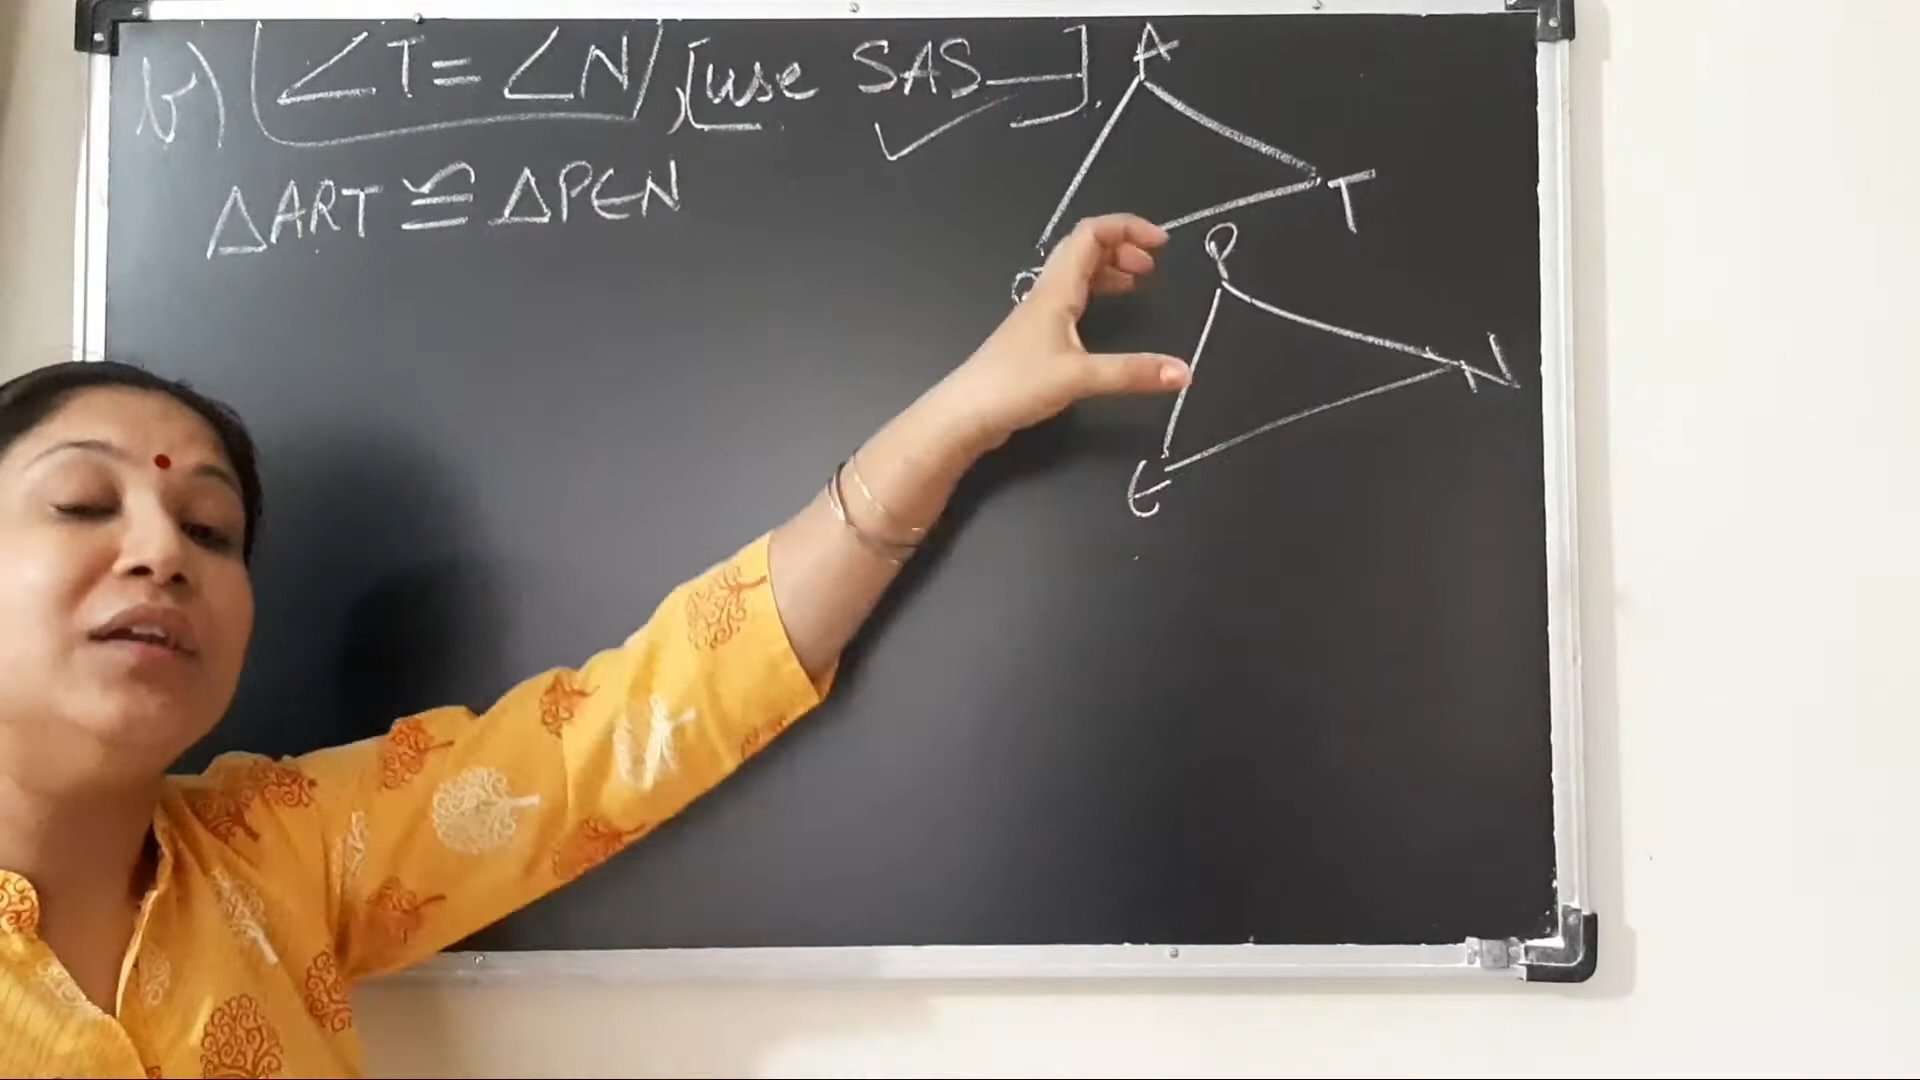 b) ∠T = ∠N, [use SAS —].
ΔART ≅ ΔPEN
A
T
P
N
E